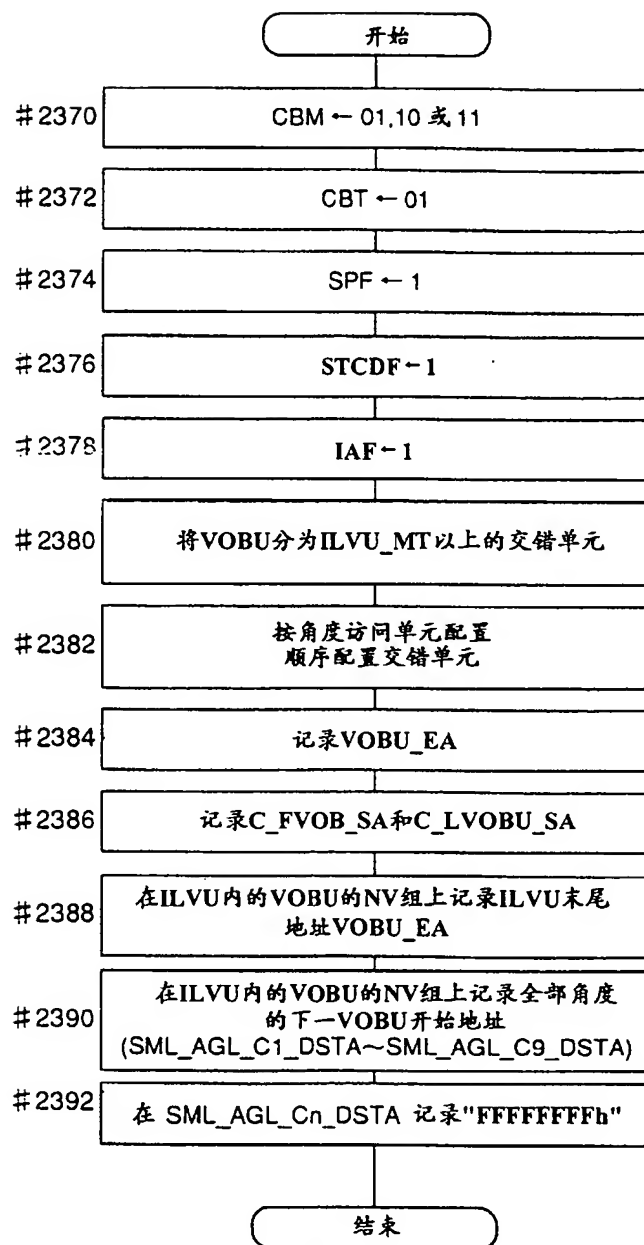 开始
#2370 CBM ← 01,10 或 11
#2372 CBT ← 01
#2374 SPF ← 1
#2376 STCDF ← 1
#2378 IAF ← 1
#2380 将VOBU分为ILVU_MT以上的交错单元
#2382 按角度访问单元配置
顺序配置交错单元
#2384 记录VOBU_EA
#2386 记录C_FVOB_SA和C_LVOBU_SA
#2388 在ILVU内的VOBU的NV组上记录ILVU末尾
地址VOBU_EA
#2390 在ILVU内的VOBU的NV组上记录全部角度
的下一VOBU开始地址
(SML_AGL_C1_DSTA～SML_AGL_C9_DSTA)
#2392 在 SML_AGL_Cn_DSTA 记录"FFFFFFFFh"
结束